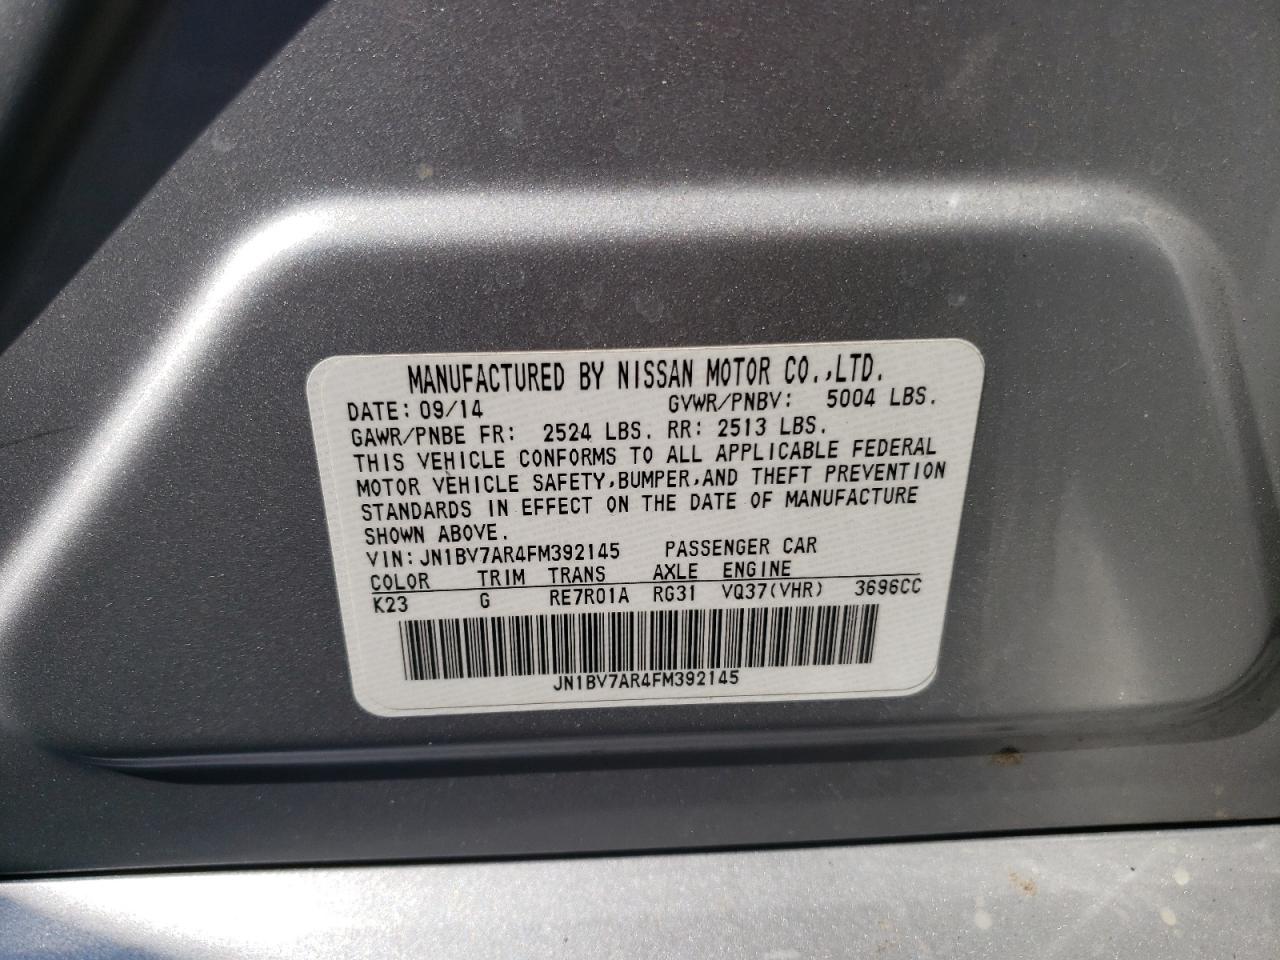 MANUFACTURED BY NISSAN MOTOR CO.,LTD.
DATE: 09/14 GVWR/PNBV: 5004 LBS.
GAWR/PNBE FR: 2524 LBS. RR: 2513 LBS.
THIS VEHICLE CONFORMS TO ALL APPLICABLE FEDERAL
MOTOR VEHICLE SAFETY,BUMPER,AND THEFT PREVENTION
STANDARDS IN EFFECT ON THE DATE OF MANUFACTURE
SHOWN ABOVE.
VIN: JN1BV7AR4FM392145 PASSENGER CAR
COLOR TRIM TRANS AXLE ENGINE
K23 G RE7R01A RG31 VQ37(VHR) 3696CC
JN1BV7AR4FM392145